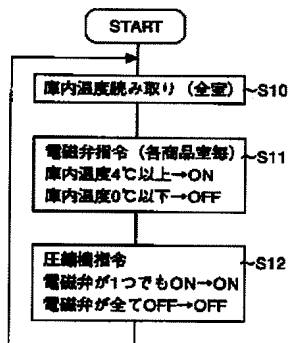 START
庫内温度読み取り（全室）
S10
電磁弁指令（各商品室毎）
庫内温度4℃以上→ON
庫内温度0℃以下→OFF
S11
圧縮機指令
電磁弁が1つでもON→ON
電磁弁が全てOFF→OFF
S12